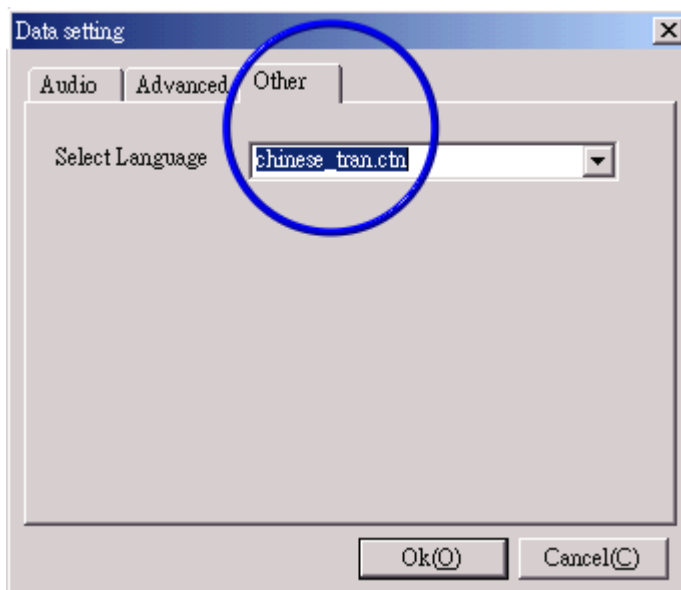 Data setting
Audio Advanced Other
Select Language chinese_tran.ctn
Ok(O) Cancel(C)